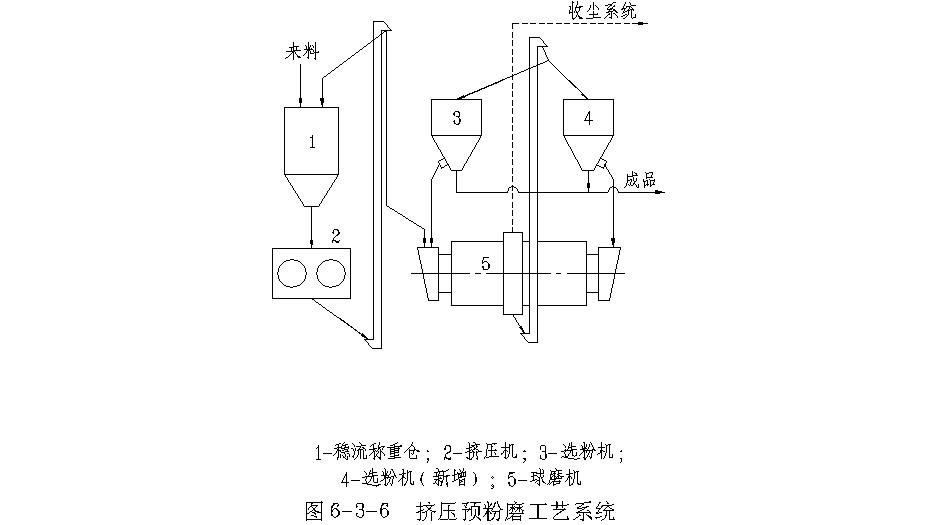 收尘系统
来料
1
3
4
成品
2
5
1-稳流称重仓；2-挤压机；3-选粉机；
4-选粉机(新增)；5-球磨机
图6-3-6 挤压预粉磨工艺系统